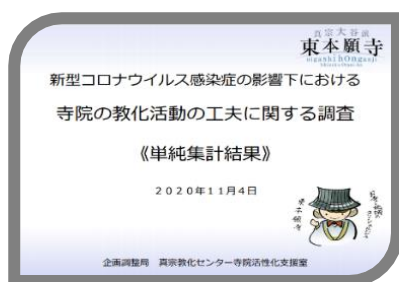 真宗大谷派
東本願寺
新型コロナウイルス感染症の影響下における
寺院の教化活動の工夫に関する調査
《単純集計結果》
2020年11月4日
東本願寺
企画調整局 真宗教化センター寺院活性化支援室